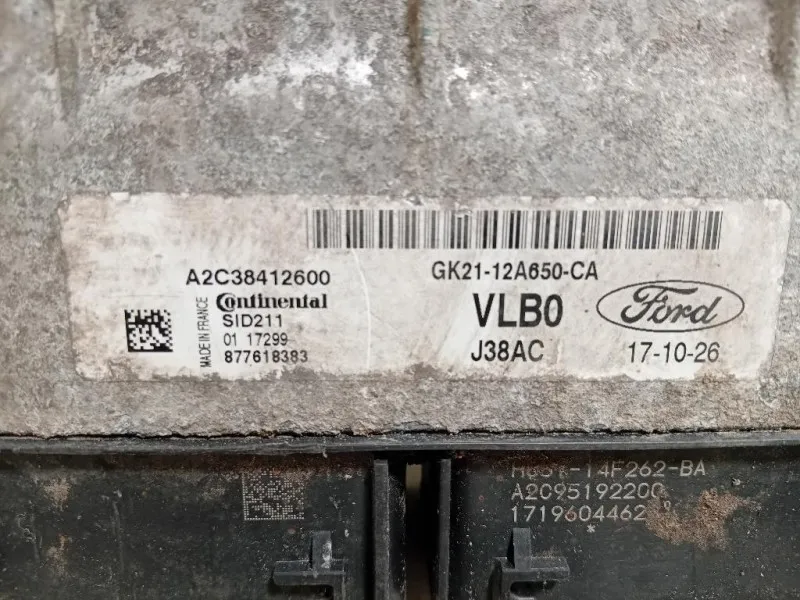 A2C38412600
Continental
SID211
01 17299
877618383
MADE IN FRANCE
GK21-12A650-CA
VLB0
Ford
J38AC
17-10-26
A2C95192200
1719604462